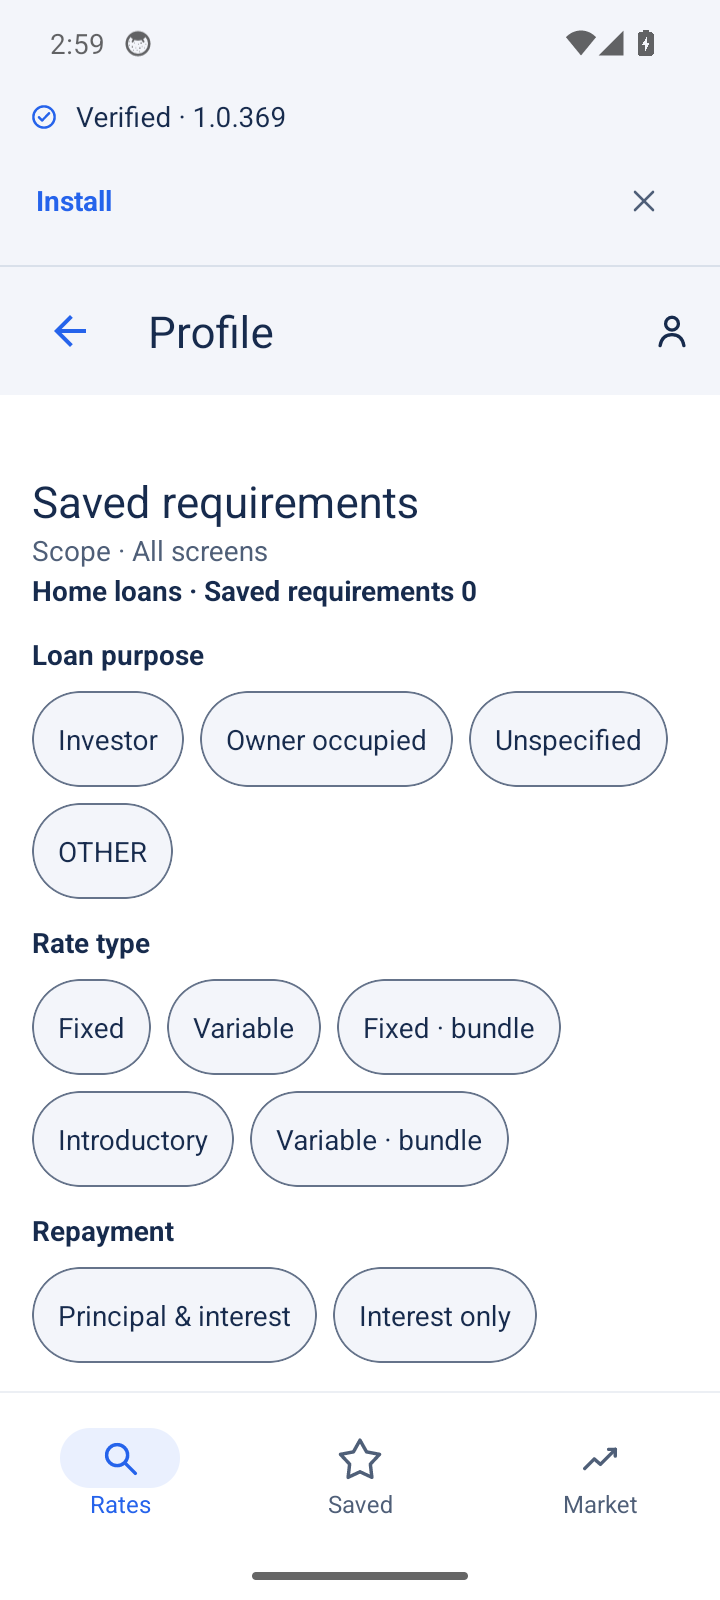 2:59
Verified · 1.0.369
Install
Profile
Saved requirements
Scope · All screens
Home loans · Saved requirements 0
Loan purpose
Investor
Owner occupied
Unspecified
OTHER
Rate type
Fixed
Variable
Fixed · bundle
Introductory
Variable · bundle
Repayment
Principal & interest
Interest only
Rates
Saved
Market